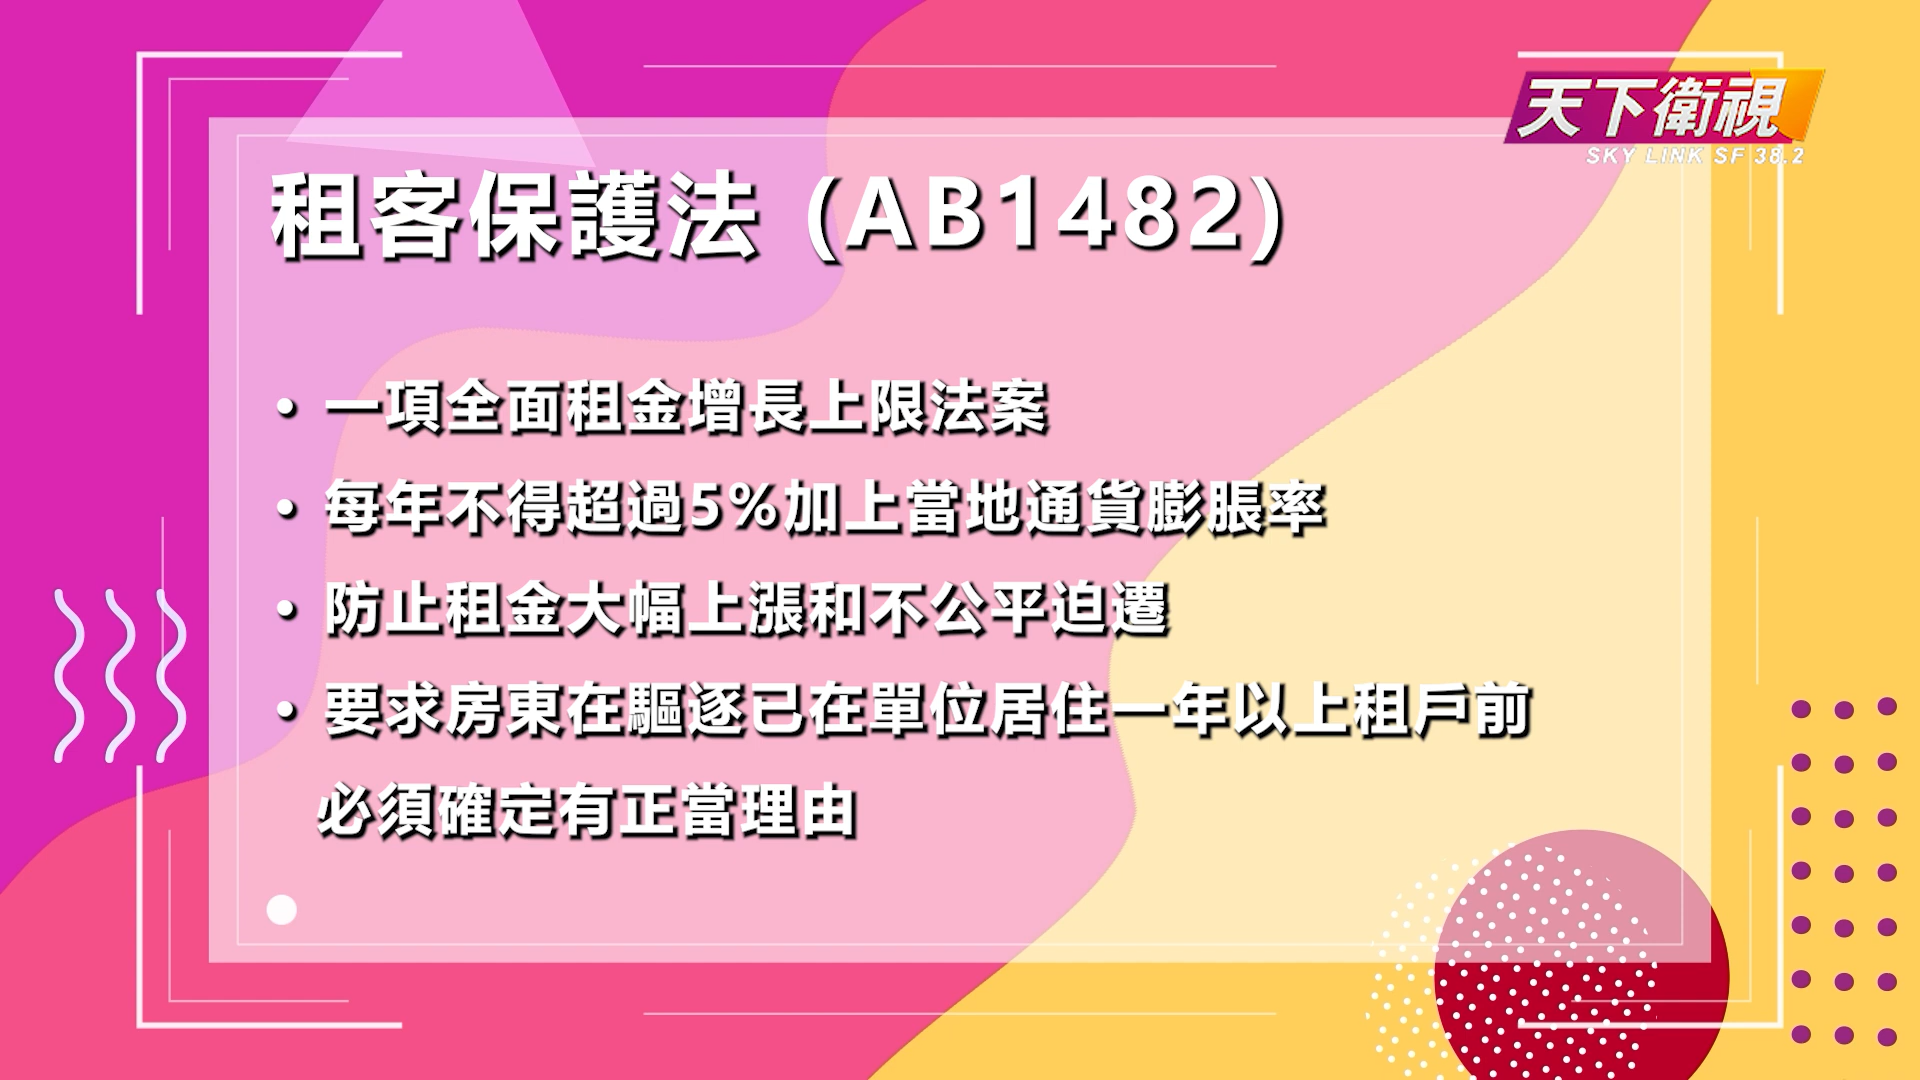 天下衛視
SKY LINK SF 38.2
租客保護法 (AB1482)
• 一項全面租金增長上限法案
• 每年不得超過5%加上當地通貨膨脹率
• 防止租金大幅上漲和不公平迫遷
• 要求房東在驅逐已在單位居住一年以上租戶前
必須確定有正當理由